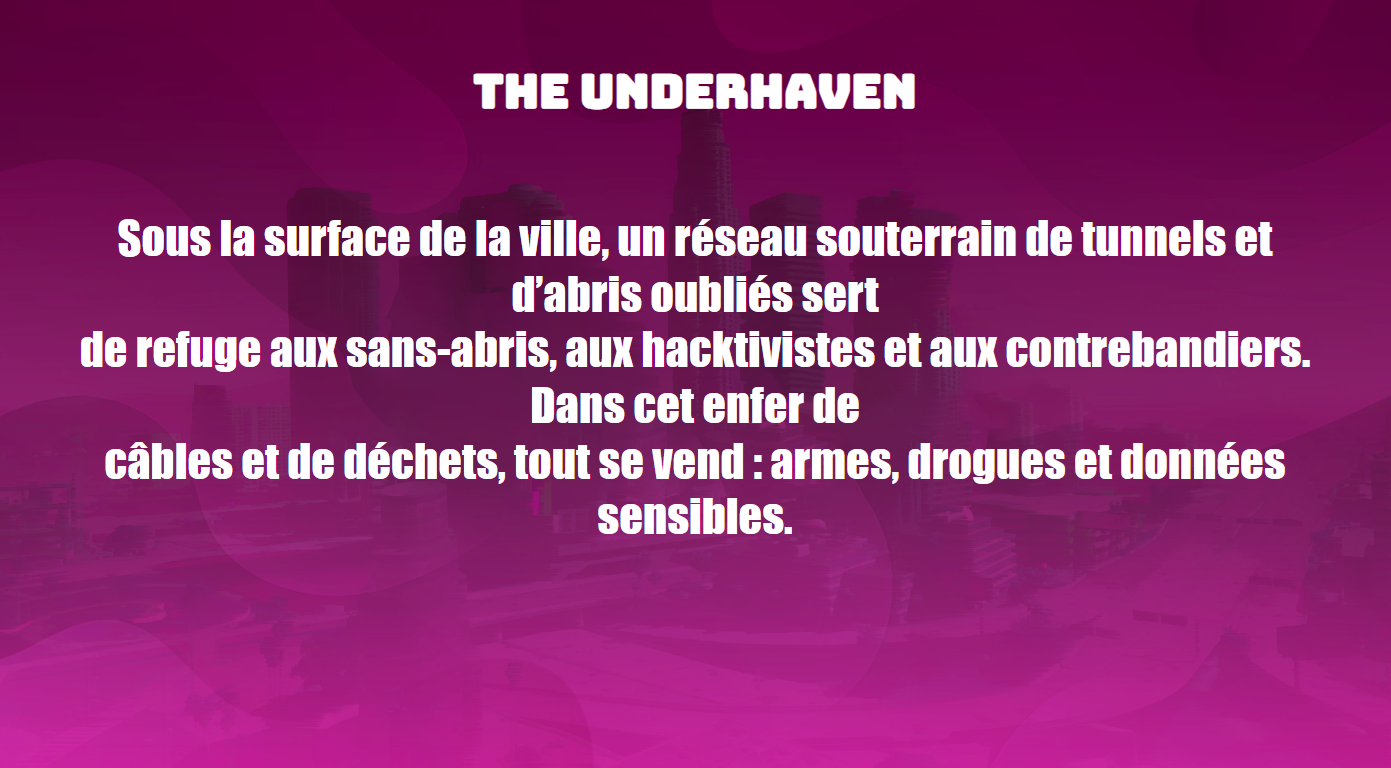 THE UNDERHAVEN
Sous la surface de la ville, un réseau souterrain de tunnels et
d’abris oubliés sert
de refuge aux sans-abris, aux hacktivistes et aux contrebandiers.
Dans cet enfer de
câbles et de déchets, tout se vend : armes, drogues et données
sensibles.